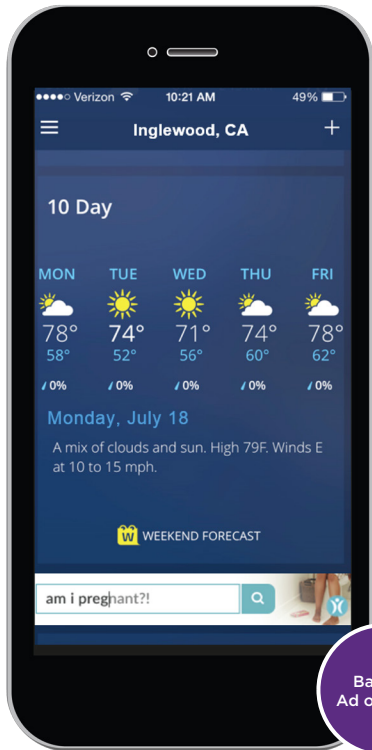 Verizon 10:21 AM 49%
Inglewood, CA +
10 Day
MON TUE WED THU FRI
78° 74° 71° 74° 78°
58° 52° 56° 60° 62°
0% 0% 0% 0% 0%
Monday, July 18
A mix of clouds and sun. High 79F. Winds E
at 10 to 15 mph.
W WEEKEND FORECAST
am i pregnant?!
Ad